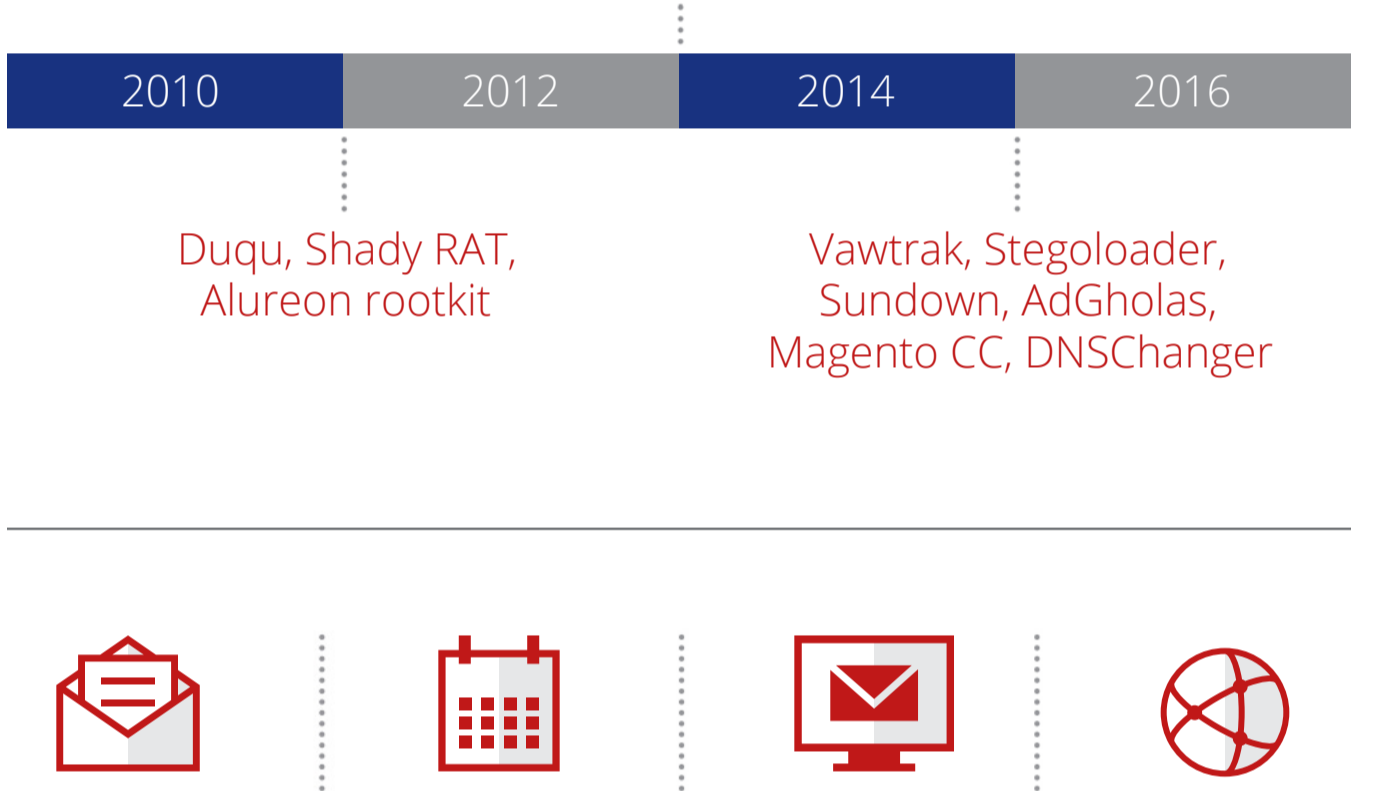 2010 2012 2014 2016
Duqu, Shady RAT,
Alureon rootkit
Vawtrak, Stegoloader,
Sundown, AdGholas,
Magento CC, DNSChanger